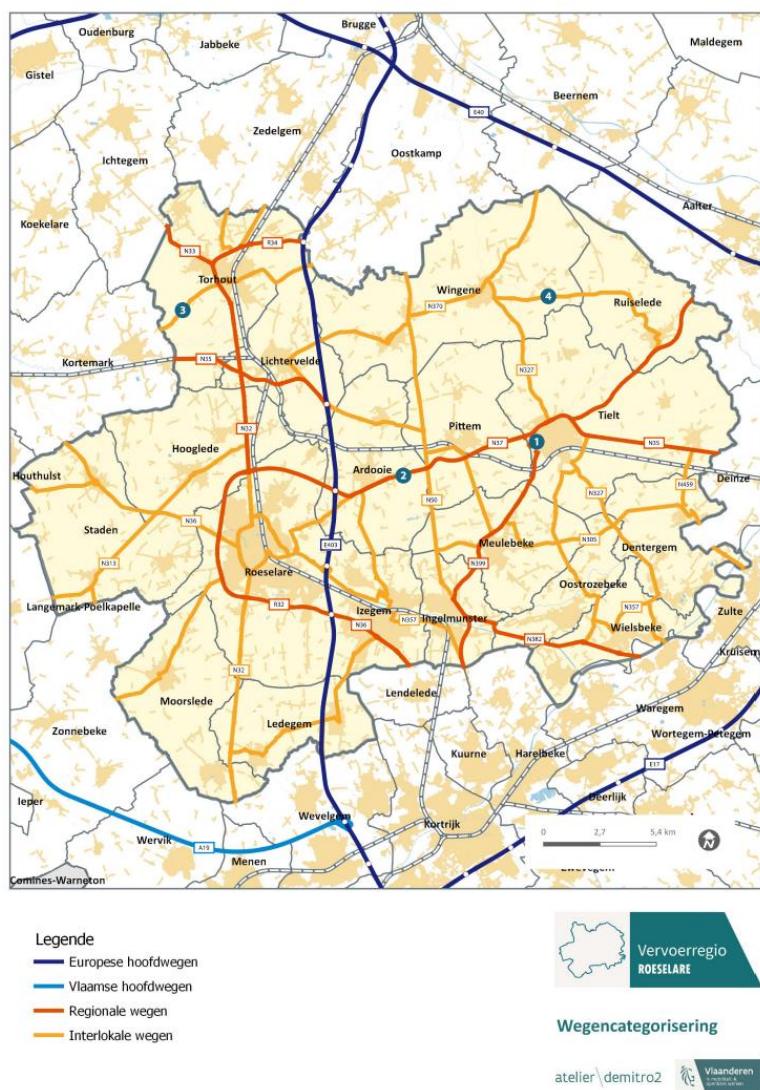 Oudenburg
Brugge
Jabbeke
Maldegem
Gistel
Beernem
E40
Zedelgem
Oostkamp
Ichtegem
Aalter
Koekelare
N33
R34
Torhout
Wingene
4
Ruiselede
3
N370
Kortemark
N35
Lichtervelde
N327
Tielt
Pittem
N32
Hooglede
N37
1
N35
Ardooie
2
Houthulst
Deinze
N459
N327
N50
Staden
N36
E403
Meulebeke
N305
Dentergem
N313
Roeselare
N399
Oostrozebeke
Langemark-Poelkapelle
R32
Izegem
N357
Zulte
N36
N357
Ingelmunster
Wielsbeke
N382
Kruisem
N32
Moorslede
Lendelede
Waregem
Zonnebeke
Ledegem
Wortegem-Petegem
Kuurne
Harelbeke
E17
Ieper
Deerlijk
Wevelgem
Kortrijk
Wervik
A19
0
2,7
5,4 km
N
Menen
Zwevegem
Comines-Warneton
Legende
Europese hoofdwegen
Vlaamse hoofdwegen
Regionale wegen
Interlokale wegen
Vervoerregio
ROESELARE
Wegencategorisering
atelier\demitro2
Vlaanderen